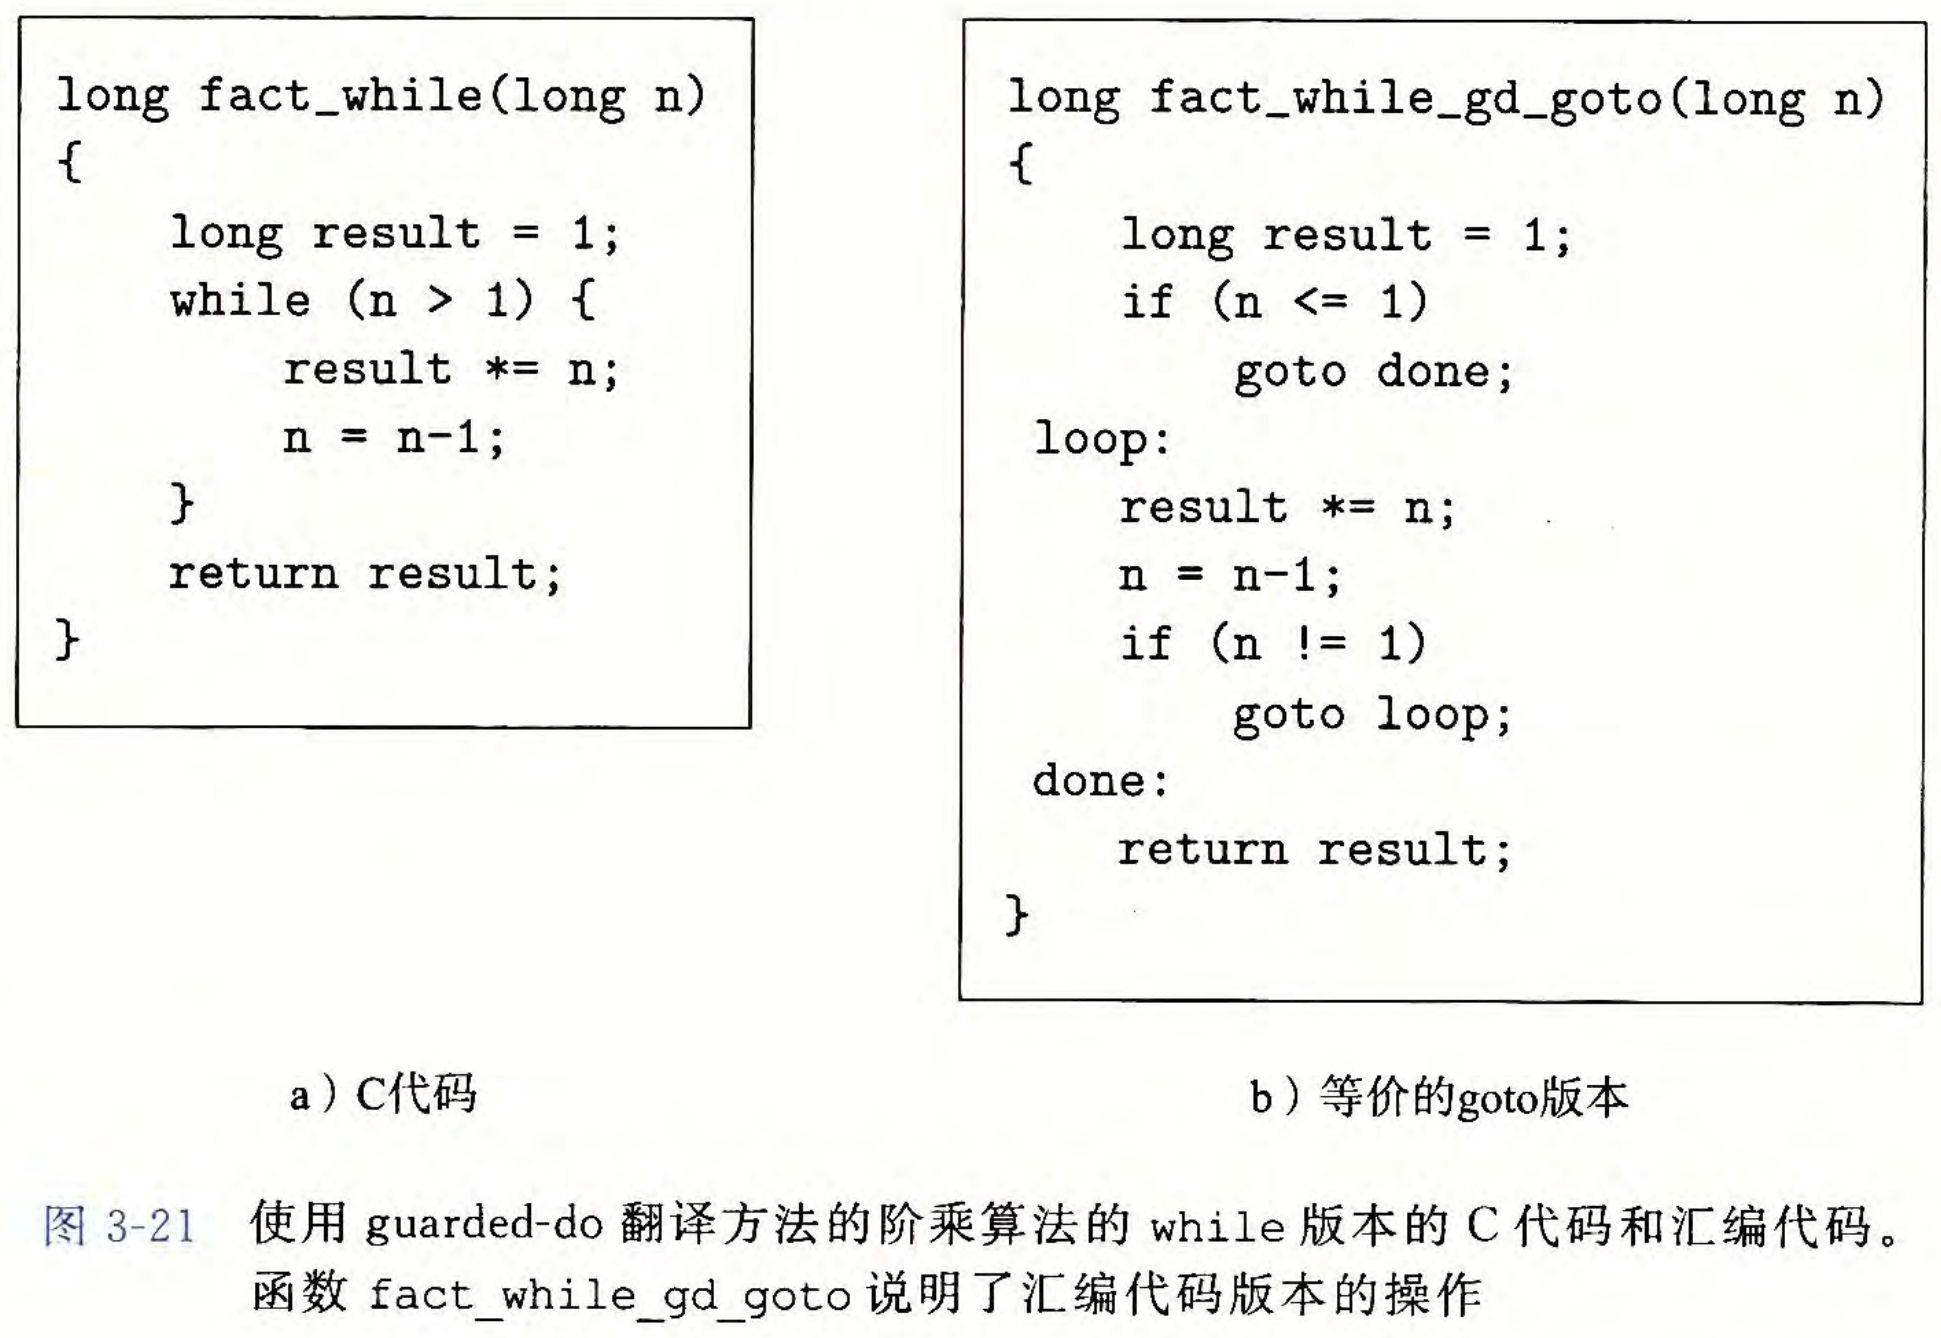 long fact_while(long n)
{
    long result = 1;
    while (n > 1) {
        result *= n;
        n = n-1;
    }
    return result;
}
a）C代码
long fact_while_gd_goto(long n)
{
    long result = 1;
    if (n <= 1)
        goto done;
 loop:
    result *= n;
    n = n-1;
    if (n != 1)
        goto loop;
 done:
    return result;
}
b）等价的goto版本
图 3-21 使用 guarded-do 翻译方法的阶乘算法的 while 版本的 C 代码和汇编代码。
函数 fact_while_gd_goto 说明了汇编代码版本的操作